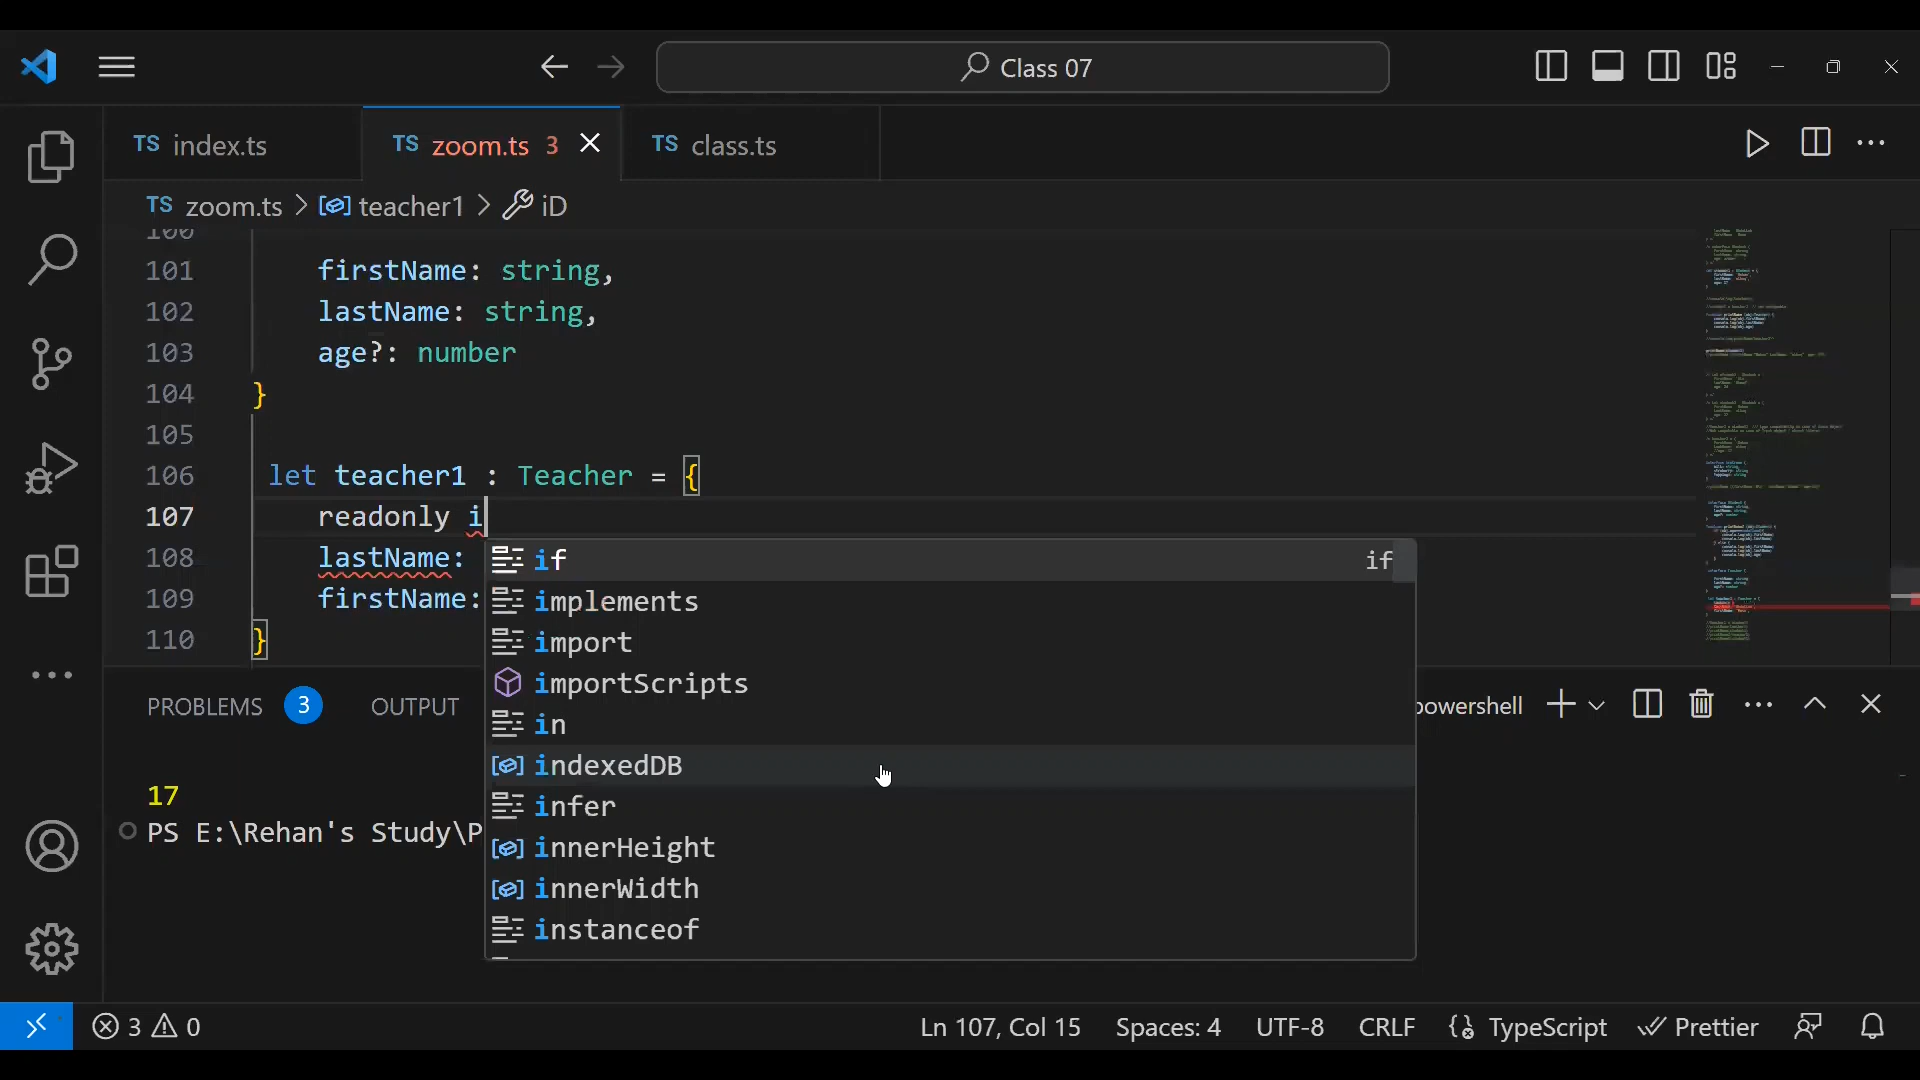 Class 07
TS index.ts
TS zoom.ts 3
TS class.ts
TS zoom.ts > teacher1 > iD
100
101 firstName: string,
102 lastName: string,
103 age?: number
104 }
105
106 let teacher1 : Teacher = {
107 readonly i
108 lastName:
109 firstName:
110 }
if if
implements
import
importScripts
in
indexedDB
infer
innerHeight
innerWidth
instanceof
PROBLEMS 3 OUTPUT powershell
17
PS E:\Rehan's Study\P
3 0 Ln 107, Col 15 Spaces: 4 UTF-8 CRLF {} TypeScript Prettier